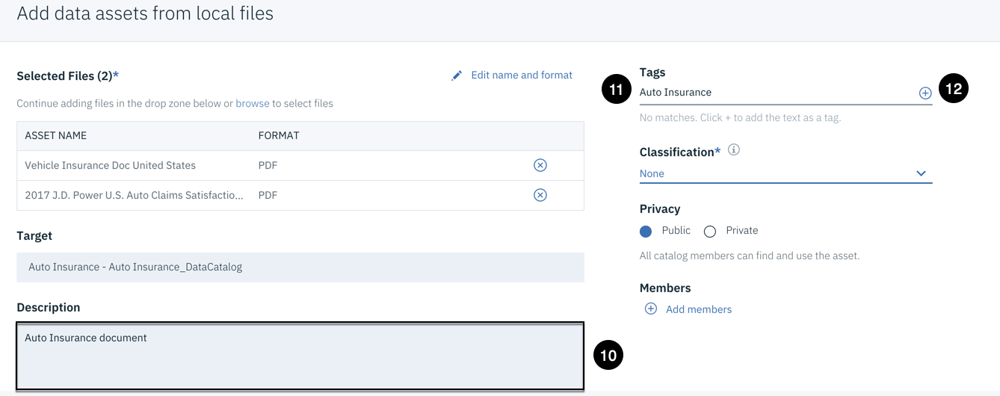 Add data assets from local files
Selected Files (2)*
Edit name and format
Continue adding files in the drop zone below or browse to select files
ASSET NAME FORMAT
Vehicle Insurance Doc United States PDF
2017 J.D. Power U.S. Auto Claims Satisfactio... PDF
Target
Auto Insurance - Auto Insurance_DataCatalog
Description
Auto Insurance document
10
Tags
11
Auto Insurance
12
No matches. Click + to add the text as a tag.
Classification*
None
Privacy
Public Private
All catalog members can find and use the asset.
Members
Add members